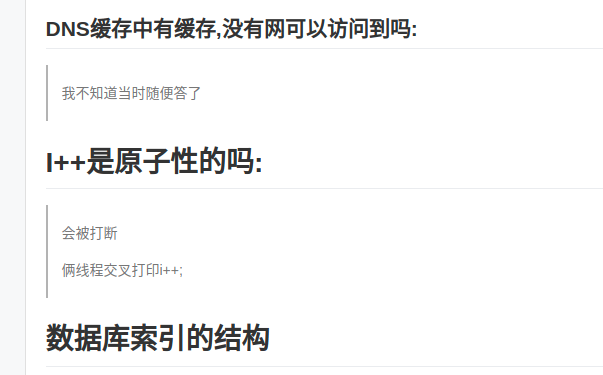 DNS缓存中有缓存,没有网可以访问到吗:
我不知道当时随便答了
I++是原子性的吗:
会被打断
俩线程交叉打印i++;
数据库索引的结构